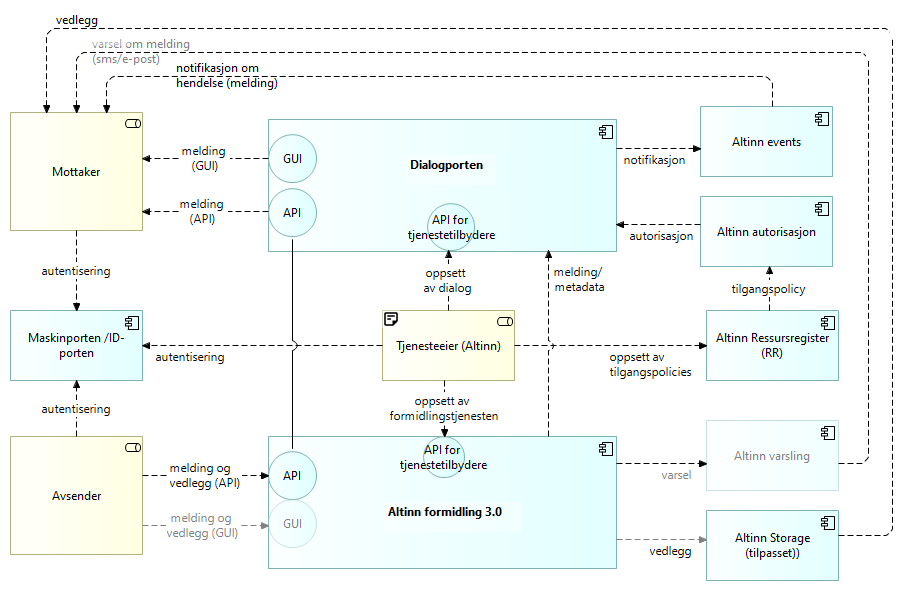 vedlegg
varsel om melding
(sms/e-post)
notifikasjon om
hendelse (melding)
Mottaker
melding
(GUI)
melding
(API)
GUI
API
Dialogporten
API for
tjenestetilbydere
notifikasjon
Altinn events
autorisasjon
Altinn autorisasjon
autentisering
oppsett
av dialog
melding/
metadata
tilgangspolicy
Maskinporten /ID-
porten
autentisering
Tjenesteeier (Altinn)
oppsett av
tilgangspolicies
Altinn Ressursregister
(RR)
autentisering
oppsett av
formidlingstjenesten
Avsender
melding og
vedlegg (API)
melding og
vedlegg (GUI)
API
GUI
API for
tjenestetilbydere
Altinn formidling 3.0
varsel
Altinn varsling
vedlegg
Altinn Storage
(tilpasset))